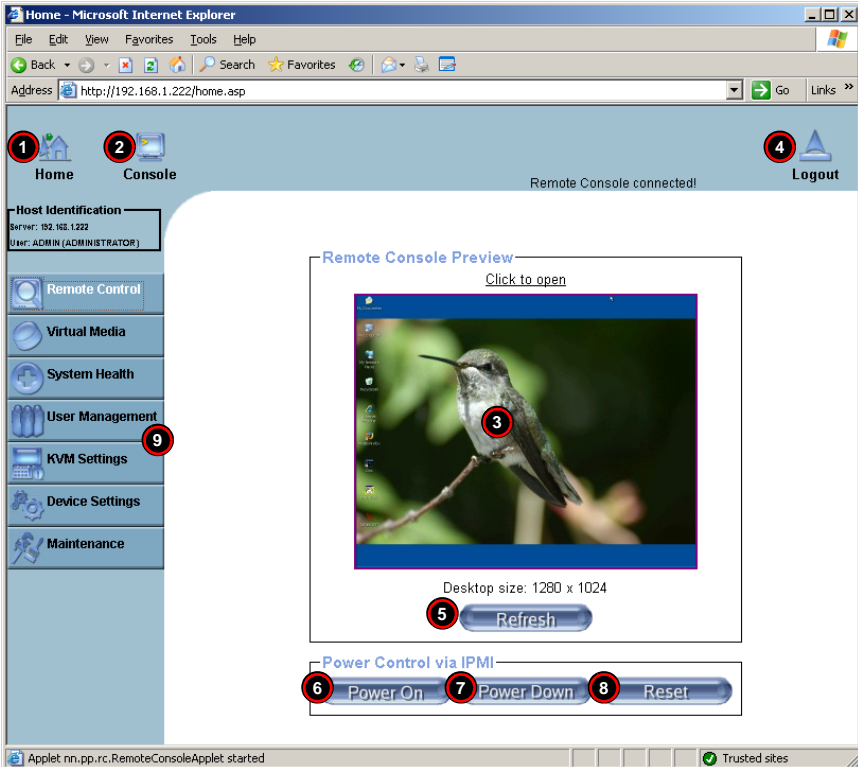 Home - Microsoft Internet Explorer
File Edit View Favorites Tools Help
Back Search Favorites
Address http://192.168.1.222/home.asp Go Links »
1 2 4
Home Console Logout
Remote Console connected!
Host Identification
Server: 192.168.1.222
User: ADMIN (ADMINISTRATOR)
Remote Control
Virtual Media
System Health
User Management
9
KVM Settings
Device Settings
Maintenance
Remote Console Preview
Click to open
3
Desktop size: 1280 x 1024
5 Refresh
Power Control via IPMI
6 Power On 7 Power Down 8 Reset
Applet nn.pp.rc.RemoteConsoleApplet started Trusted sites